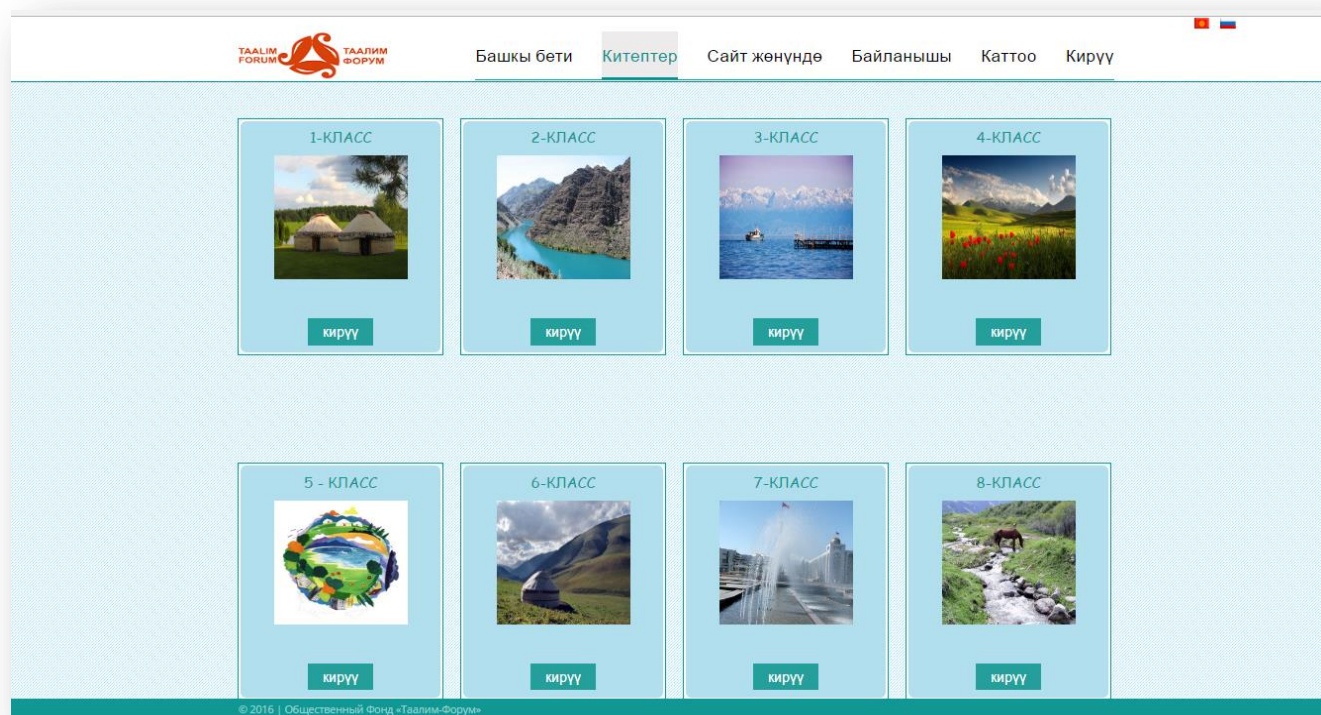 TAALIM FORUM
ТААЛИМ ФОРУМ
Башкы бети Китептер Сайт жөнүндө Байланышы Каттоо Кирүү
1-КЛАСС 2-КЛАСС 3-КЛАСС 4-КЛАСС
кирүү кирүү кирүү кирүү
5 - КЛАСС 6-КЛАСС 7-КЛАСС 8-КЛАСС
кирүү кирүү кирүү кирүү
© 2016 | Общественный Фонд «Таалим-Форум»